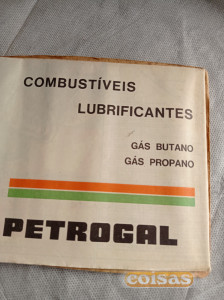 COMBUSTÍVEIS
LUBRIFICANTES
GÁS BUTANO
GÁS PROPANO
PETROGAL
coisas